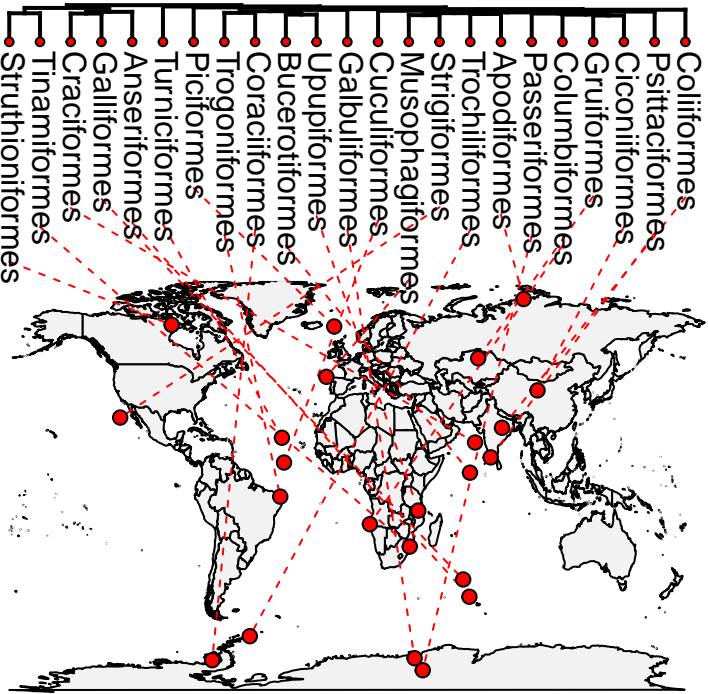 Struthioniformes
Tinamiformes
Craciformes
Galliformes
Anseriformes
Turniciformes
Piciformes
Trogoniformes
Coraciiformes
Bucerotiformes
Upupiformes
Galbuliformes
Cuculiformes
Musophagiformes
Strigiformes
Trochiliformes
Apodiformes
Passeriformes
Columbiformes
Gruiformes
Ciconiiformes
Psittaciformes
Coliiformes